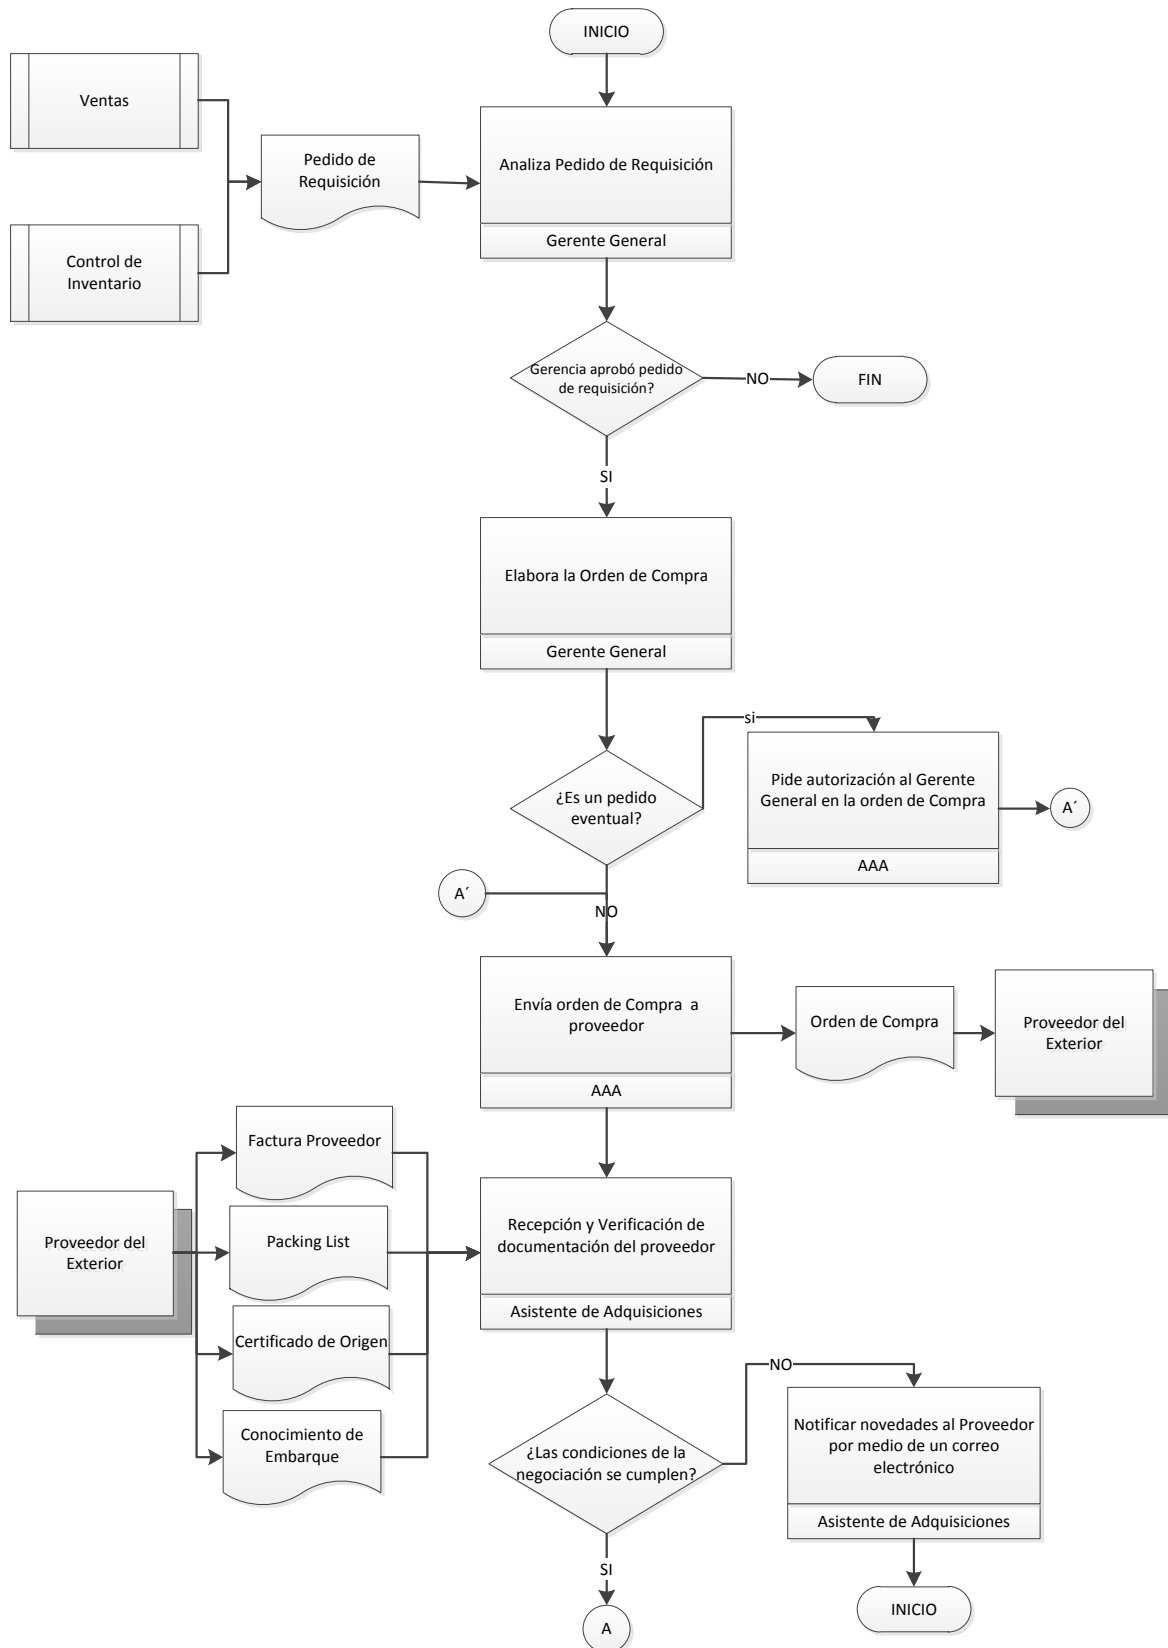 INICIO
Ventas
Pedido de
Requisición
Analiza Pedido de Requisición
Gerente General
Control de
Inventario
Gerencia aprobó pedido
de requisición?
NO
FIN
SI
Elabora la Orden de Compra
Gerente General
si
¿Es un pedido
eventual?
Pide autorización al Gerente
General en la orden de Compra
AAA
A´
A´
NO
Envía orden de Compra a
proveedor
AAA
Orden de Compra
Proveedor del
Exterior
Factura Proveedor
Proveedor del
Exterior
Packing List
Certificado de Origen
Conocimiento de
Embarque
Recepción y Verificación de
documentación del proveedor
Asistente de Adquisiciones
NO
¿Las condiciones de la
negociación se cumplen?
Notificar novedades al Proveedor
por medio de un correo
electrónico
Asistente de Adquisiciones
SI
A
INICIO